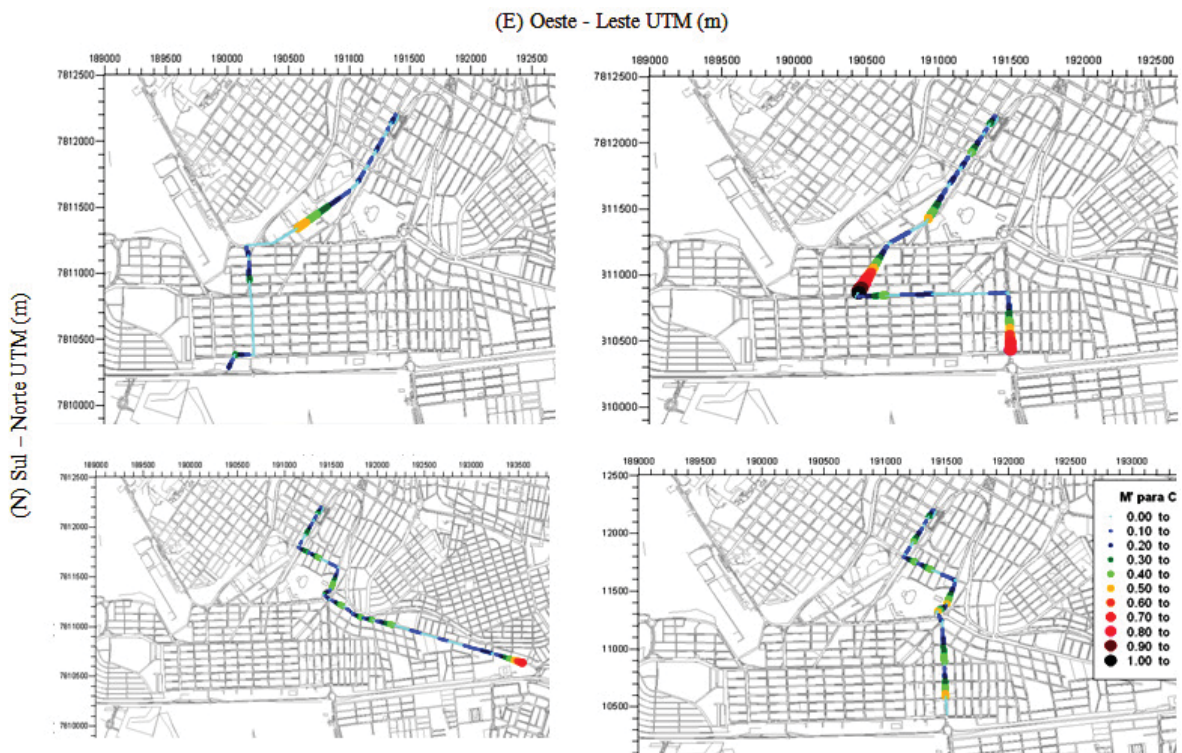 (E) Oeste - Leste UTM (m)
189000 189500 190000 190500 191000 191500 192000 192500
7812500
7812000
7811500
7811000
7810500
7810000
189000 189500 190000 190500 191000 191500 192000 192500
7812500
7812000
311500
311000
310500
310000
(N) Sul – Norte UTM (m)
189000 189500 190000 190500 191000 191500 192000 192500 193000 193500
7812500
7812000
7811500
7811000
7810500
7810000
189000 189500 190000 190500 191000 191500 192000 192500 193000
12500
12000
11500
11000
10500
M' para C
0.00 to
0.10 to
0.20 to
0.30 to
0.40 to
0.50 to
0.60 to
0.70 to
0.80 to
0.90 to
1.00 to